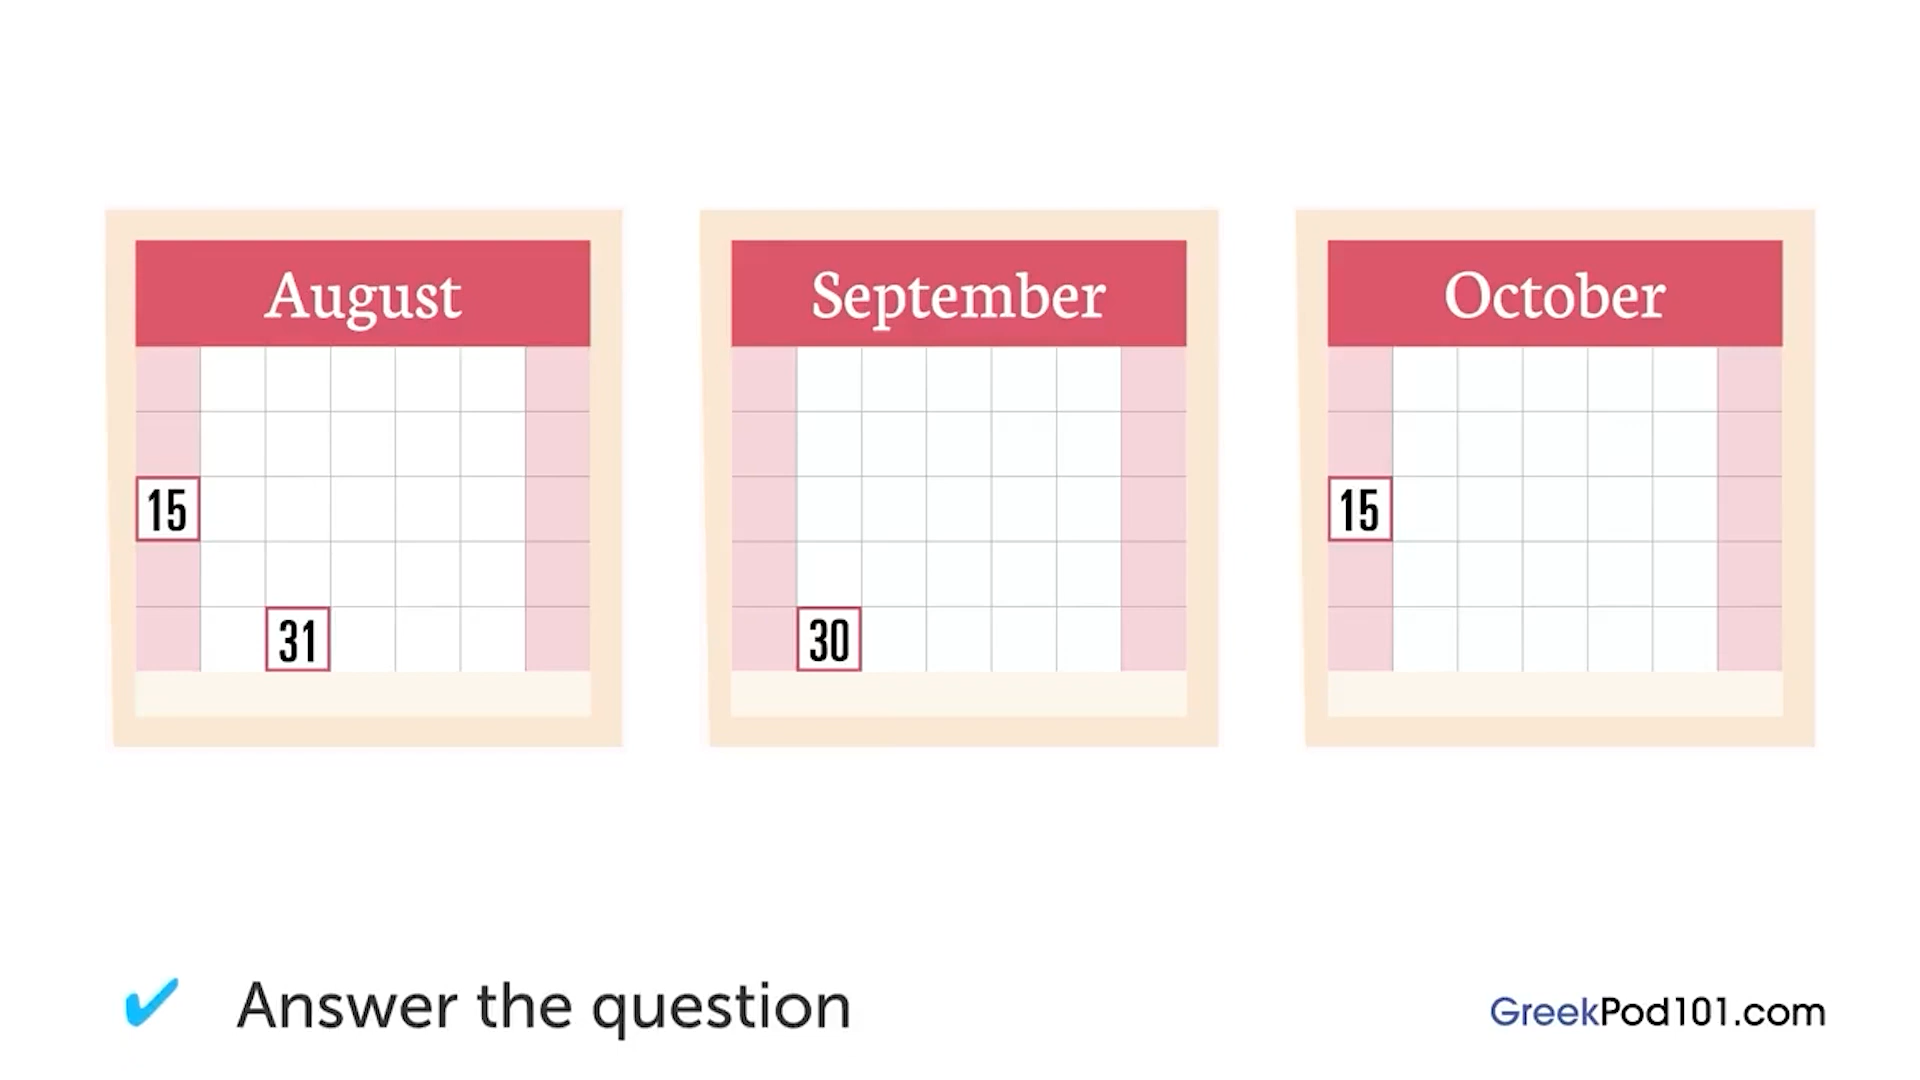 August
September
October
15
15
31
30
Answer the question
GreekPod101.com